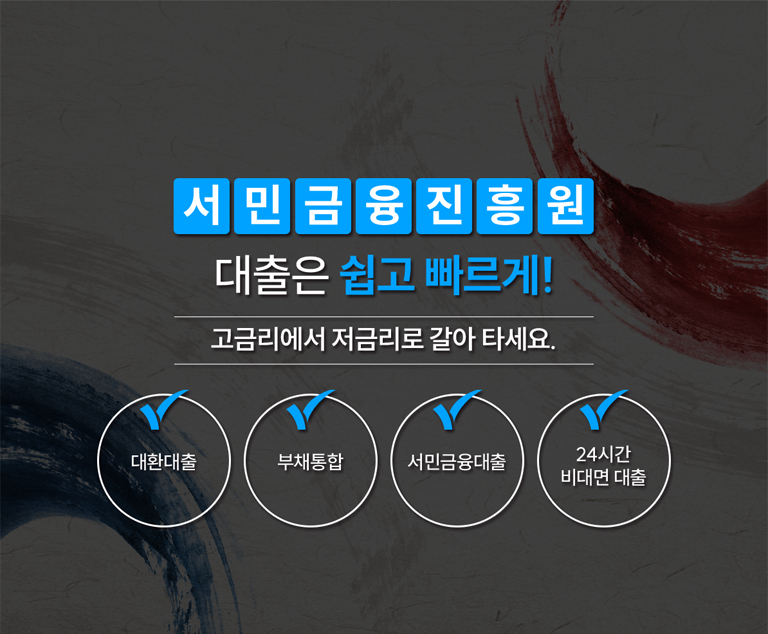 서민금융진흥원
대출은 쉽고 빠르게!
고금리에서 저금리로 갈아 타세요.
대환대출
부채통합
서민금융대출
24시간
비대면 대출